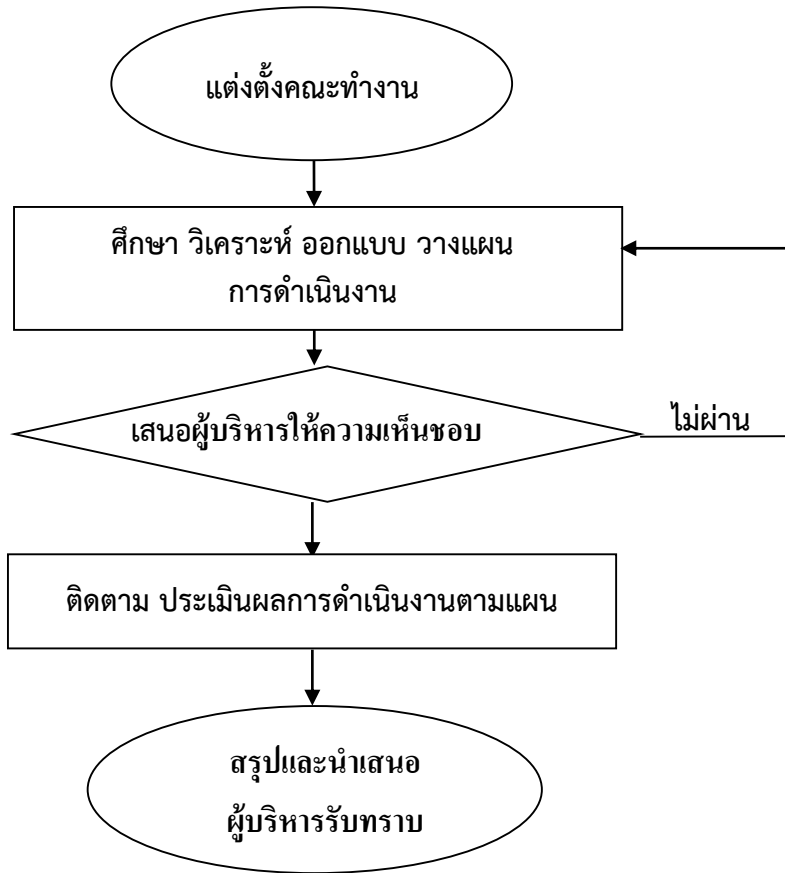 แต่งตั้งคณะทำงาน
ศึกษา วิเคราะห์ ออกแบบ วางแผน
การดำเนินงาน
เสนอผู้บริหารให้ความเห็นชอบ
ไม่ผ่าน
ติดตาม ประเมินผลการดำเนินงานตามแผน
สรุปและนำเสนอ
ผู้บริหารรับทราบ